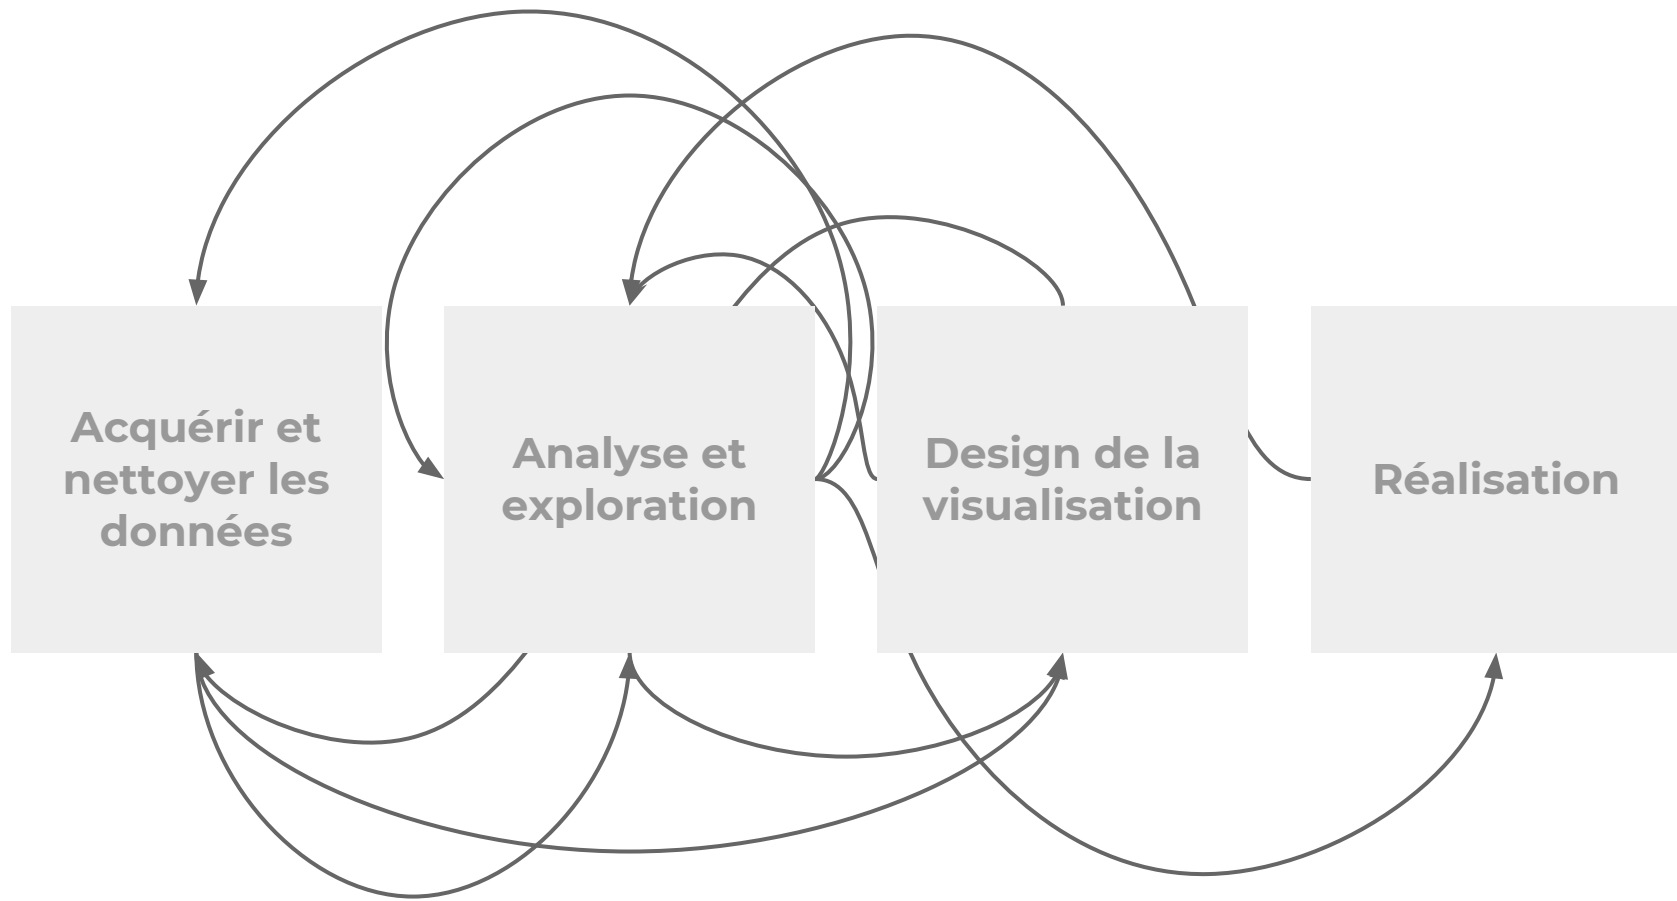 Acquérir et
nettoyer les
données
Analyse et
exploration
Design de la
visualisation
Réalisation